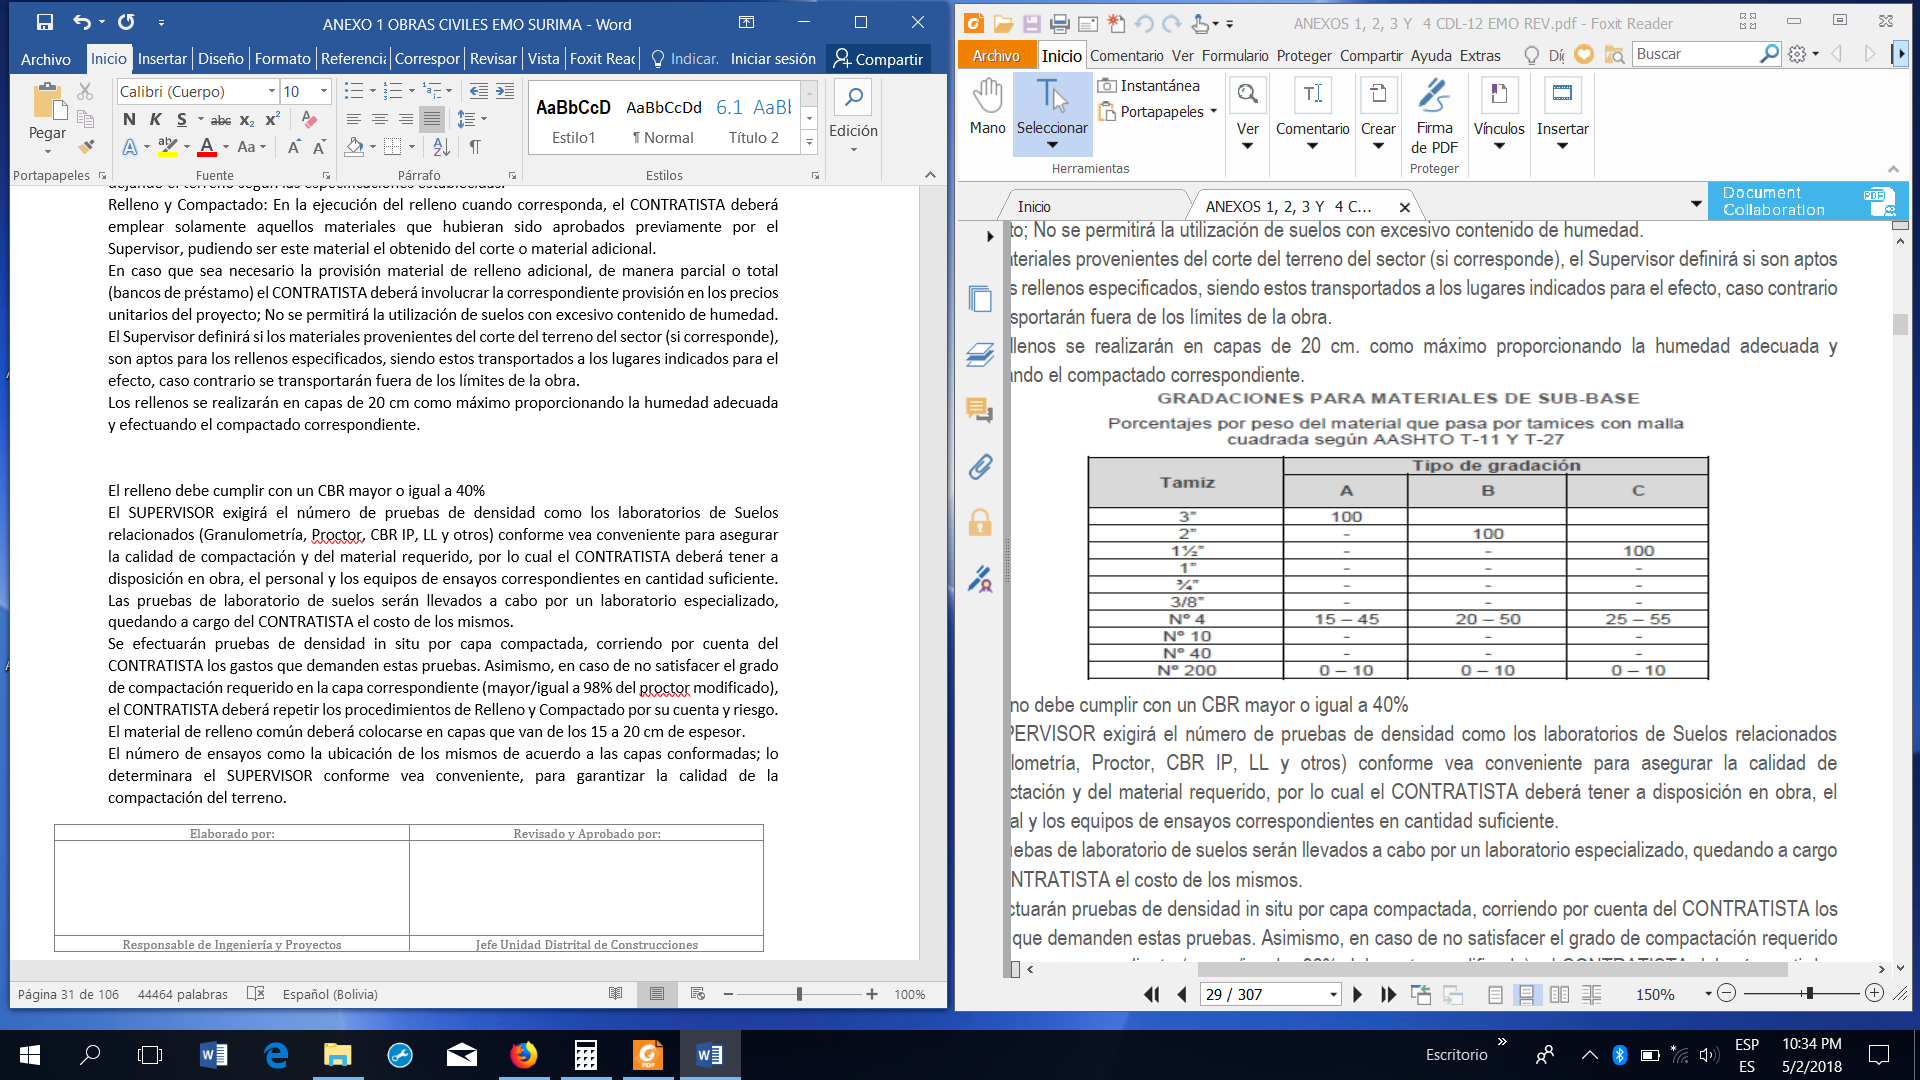 ANEXO 1 OBRAS CIVILES EMO SURIMA - Word
Archivo Inicio Insertar Diseño Formato Referenci Correspor Revisar Vista Foxit Read Indicar. Iniciar sesión Compartir
Pegar
Portapapeles
Calibri (Cuerpo) 10
N K S abc x₂ x²
A ab A Aa A A
Fuente
Párrafo
AaBbCcD AaBbCcDd 6.1 AaBb
Estilo1 ¶ Normal Título 2
Estilos
Edición
dejando el terreno según las especificaciones establecidas.
Relleno y Compactado: En la ejecución del relleno cuando corresponda, el CONTRATISTA deberá
emplear solamente aquellos materiales que hubieran sido aprobados previamente por el
Supervisor, pudiendo ser este material el obtenido del corte o material adicional.
En caso que sea necesario la provisión material de relleno adicional, de manera parcial o total
(bancos de préstamo) el CONTRATISTA deberá involucrar la correspondiente provisión en los precios
unitarios del proyecto; No se permitirá la utilización de suelos con excesivo contenido de humedad.
El Supervisor definirá si los materiales provenientes del corte del terreno del sector (si corresponde),
son aptos para los rellenos especificados, siendo estos transportados a los lugares indicados para el
efecto, caso contrario se transportarán fuera de los límites de la obra.
Los rellenos se realizarán en capas de 20 cm como máximo proporcionando la humedad adecuada
y efectuando el compactado correspondiente.
El relleno debe cumplir con un CBR mayor o igual a 40%
El SUPERVISOR exigirá el número de pruebas de densidad como los laboratorios de Suelos
relacionados (Granulometría, Proctor, CBR IP, LL y otros) conforme vea conveniente para asegurar
la calidad de compactación y del material requerido, por lo cual el CONTRATISTA deberá tener a
disposición en obra, el personal y los equipos de ensayos correspondientes en cantidad suficiente.
Las pruebas de laboratorio de suelos serán llevados a cabo por un laboratorio especializado,
quedando a cargo del CONTRATISTA el costo de los mismos.
Se efectuarán pruebas de densidad in situ por capa compactada, corriendo por cuenta del
CONTRATISTA los gastos que demanden estas pruebas. Asimismo, en caso de no satisfacer el grado
de compactación requerido en la capa correspondiente (mayor/igual a 98% del proctor modificado),
el CONTRATISTA deberá repetir los procedimientos de Relleno y Compactado por su cuenta y riesgo.
El material de relleno común deberá colocarse en capas que van de los 15 a 20 cm de espesor.
El número de ensayos como la ubicación de los mismos de acuerdo a las capas conformadas; lo
determinara el SUPERVISOR conforme vea conveniente, para garantizar la calidad de la
compactación del terreno.
Elaborado por: Revisado y Aprobado por:
Responsable de Ingeniería y Proyectos Jefe Unidad Distrital de Construcciones
Página 31 de 106 44464 palabras Español (Bolivia) 100%
ANEXOS 1, 2, 3 Y 4 CDL-12 EMO REV.pdf - Foxit Reader
Archivo Inicio Comentario Ver Formulario Proteger Compartir Ayuda Extras Buscar
Mano
Seleccionar
Instantánea
Portapapeles
Herramientas
Ver
Comentario
Crear
Firma
de PDF
Proteger
Vínculos
Insertar
Inicio
ANEXOS 1, 2, 3 Y 4 C...
Document
Collaboration
to; No se permitirá la utilización de suelos con excesivo contenido de humedad.
ateriales provenientes del corte del terreno del sector (si corresponde), el Supervisor definirá si son aptos
s rellenos especificados, siendo estos transportados a los lugares indicados para el efecto, caso contrario
sportarán fuera de los límites de la obra.
llenos se realizarán en capas de 20 cm. como máximo proporcionando la humedad adecuada y
ando el compactado correspondiente.
GRADACIONES PARA MATERIALES DE SUB-BASE
Porcentajes por peso del material que pasa por tamices con malla
cuadrada según AASHTO T-11 Y T-27
Tamiz Tipo de gradación
A B C
3" 100
2" - 100
1½" - - 100
1" - - -
¾" - - -
3/8" - - -
Nº 4 15 – 45 20 – 50 25 – 55
Nº 10 - - -
Nº 40 - - -
Nº 200 0 – 10 0 – 10 0 – 10
no debe cumplir con un CBR mayor o igual a 40%
PERVISOR exigirá el número de pruebas de densidad como los laboratorios de Suelos relacionados
lometría, Proctor, CBR IP, LL y otros) conforme vea conveniente para asegurar la calidad de
ctación y del material requerido, por lo cual el CONTRATISTA deberá tener a disposición en obra, el
al y los equipos de ensayos correspondientes en cantidad suficiente.
uebas de laboratorio de suelos serán llevados a cabo por un laboratorio especializado, quedando a cargo
NTRATISTA el costo de los mismos.
ctuarán pruebas de densidad in situ por capa compactada, corriendo por cuenta del CONTRATISTA los
que demanden estas pruebas. Asimismo, en caso de no satisfacer el grado de compactación requerido
29 / 307 150%
Escritorio ESP 10:34 PM
ES 5/2/2018